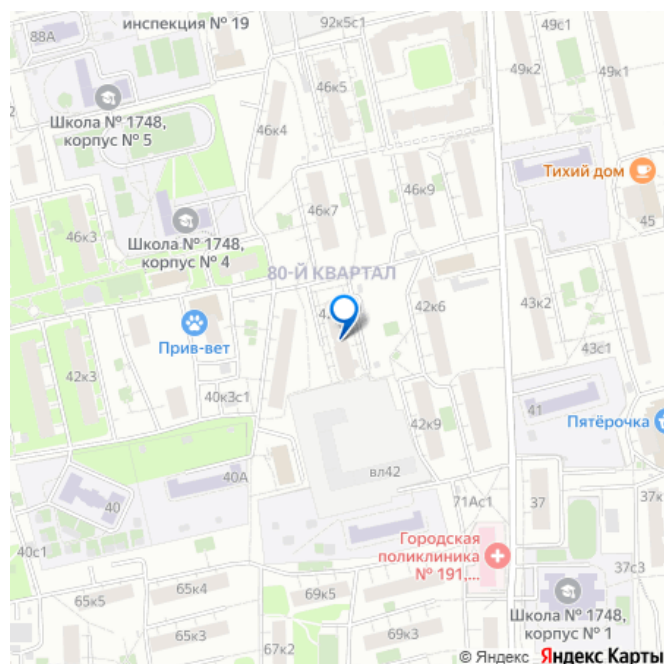 инспекция № 19
92к5с1
49с1
88А
49к2
49к1
46к5
Школа № 1748,
корпус № 5
46к4
Тихий дом
46к9
46к7
45
46к3
Школа № 1748,
корпус № 4
80-Й КВАРТАЛ
42к6
43к2
Прив-вет
43с1
42к3
40к3с1
41
42к9
Пятёрочка
вл42
40А
40
71Ас1
37
37к
Городская
поликлиника
№ 191,...
40с1
37с3
65к4
69к5
65к5
Школа № 1748,
корпус № 1
65к3
69к3
67к2
© Яндекс Яндекс Карты